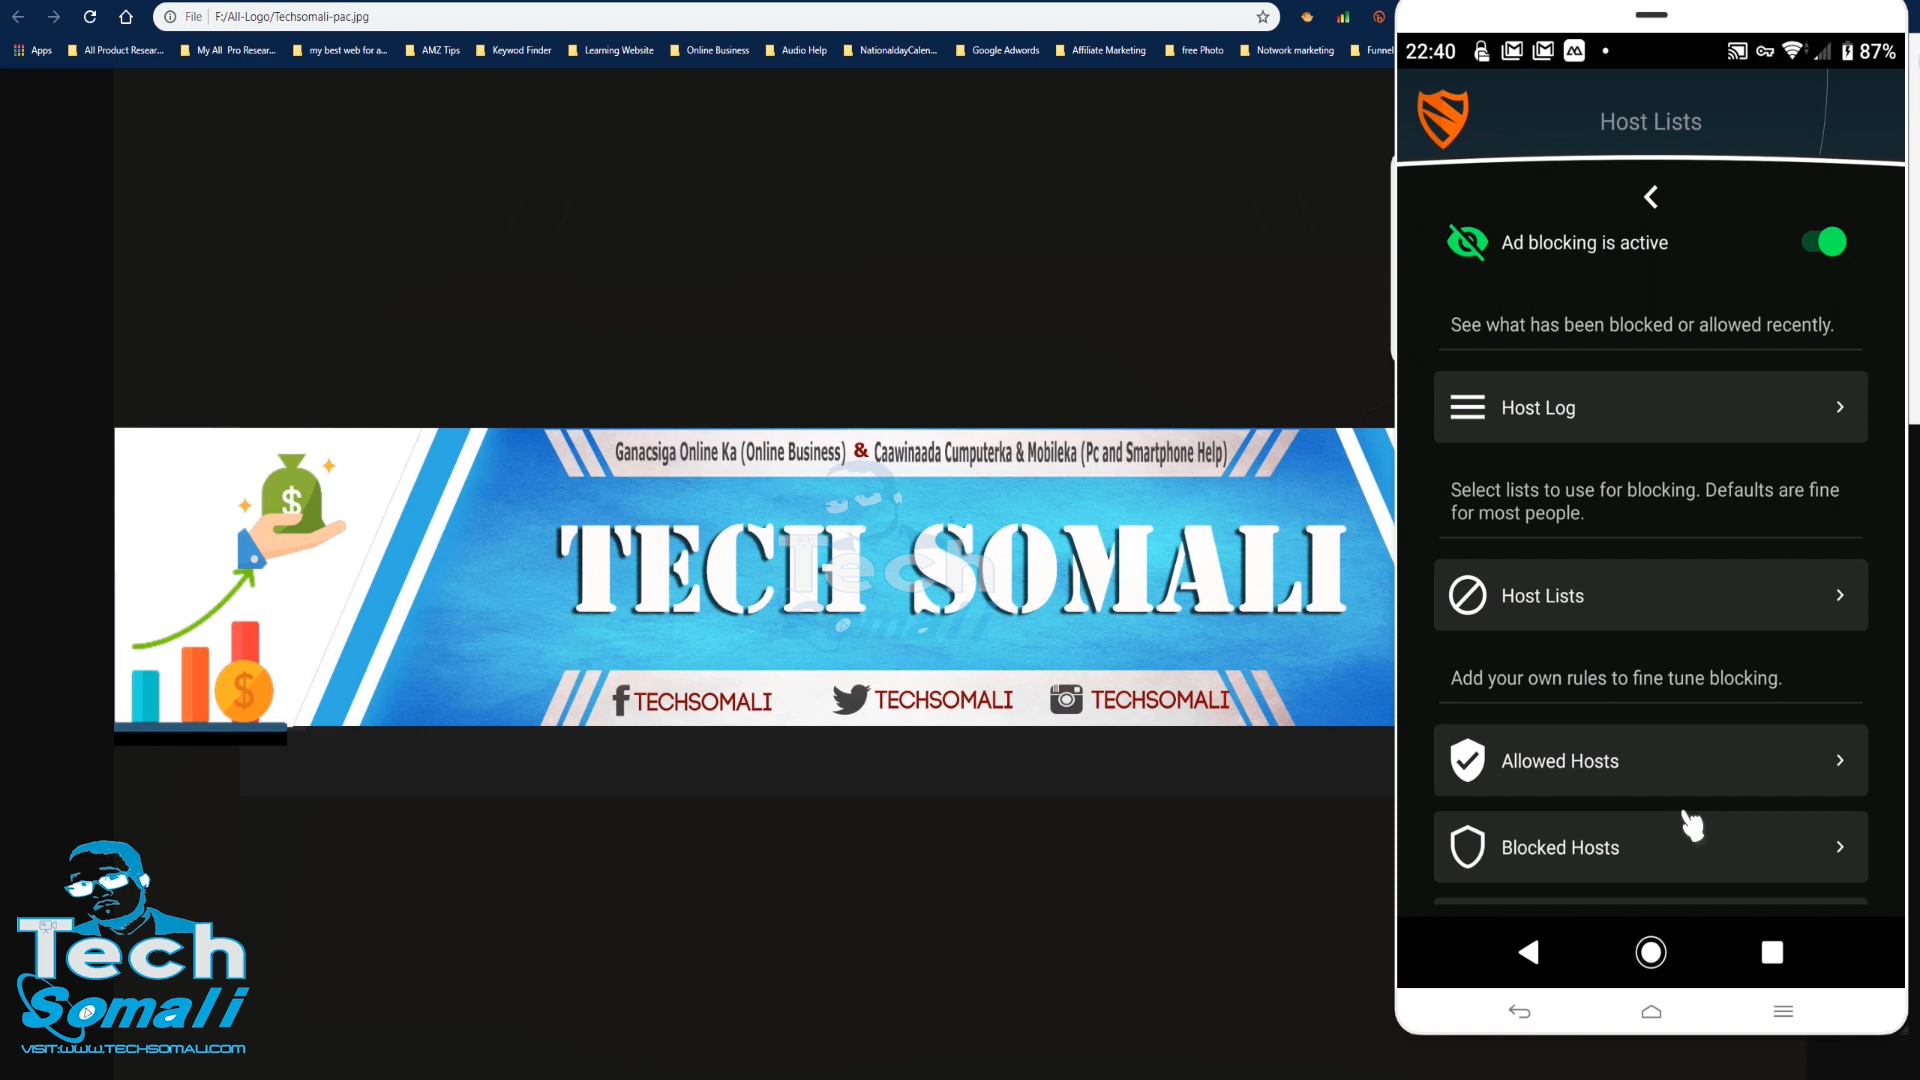 File F:/All-Logo/Techsomali-pac.jpg
Apps All Product Resear... My All Pro Resear... my best web for a... AMZ Tips Keywod Finder Learning Website Online Business Audio Help NationaldayCalen... Google Adwords Affiliate Marketing free Photo Notwork marketing Funnel
Ganacsiga Online Ka (Online Business) & Caawinaada Cumputerka & Mobileka (Pc and Smartphone Help)
TECH SOMALI
Tech
TECHSOMALI TECHSOMALI TECHSOMALI
Tech
Somali
VISIT:WWW.TECHSOMALI.COM
22:40 87%
Host Lists
Ad blocking is active
See what has been blocked or allowed recently.
Host Log
Select lists to use for blocking. Defaults are fine
for most people.
Host Lists
Add your own rules to fine tune blocking.
Allowed Hosts
Blocked Hosts